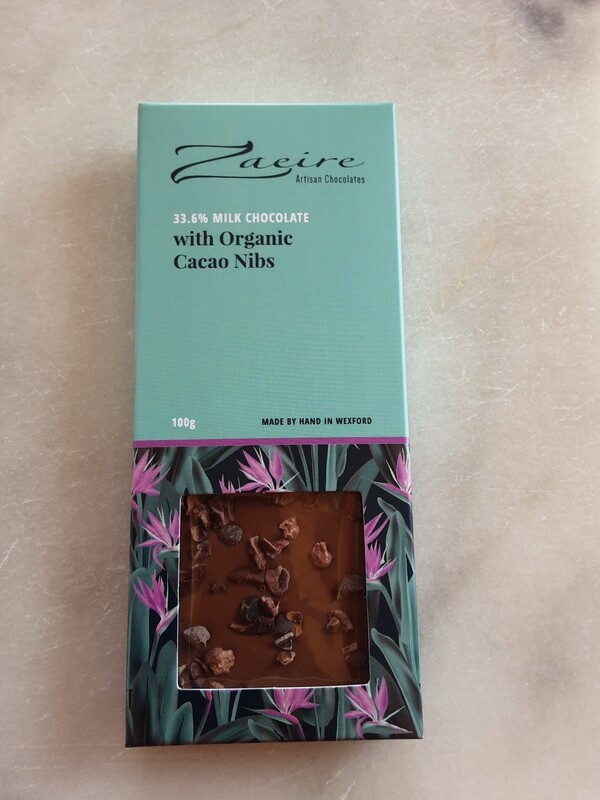 Zaeire
Artisan Chocolates
33.6% MILK CHOCOLATE
with Organic
Cacao Nibs
100g MADE BY HAND IN WEXFORD